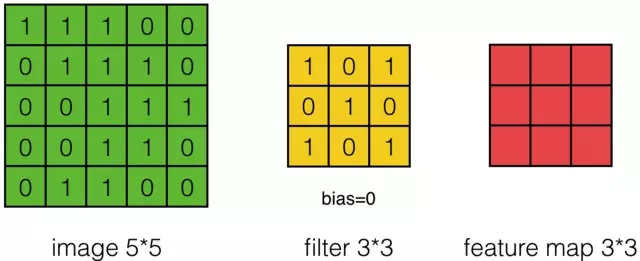 1 1 1 0 0
0 1 1 1 0
0 0 1 1 1
0 0 1 1 0
0 1 1 0 0
image 5*5
1 0 1
0 1 0
1 0 1
bias=0
filter 3*3
feature map 3*3